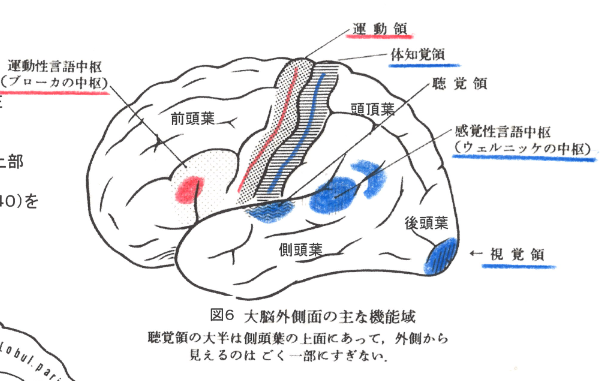 運動領
体知覚領
運動性言語中枢
(ブローカの中枢)
聴覚領
前頭葉
頭頂葉
感覚性言語中枢
(ウェルニッケの中枢)
上部
40)を
後頭葉
側頭葉
←視覚領
図6 大脳外側面の主な機能域
聴覚領の大半は側頭葉の上面にあって,外側から
見えるのは ごく一部にすぎない.
Lobul. pari